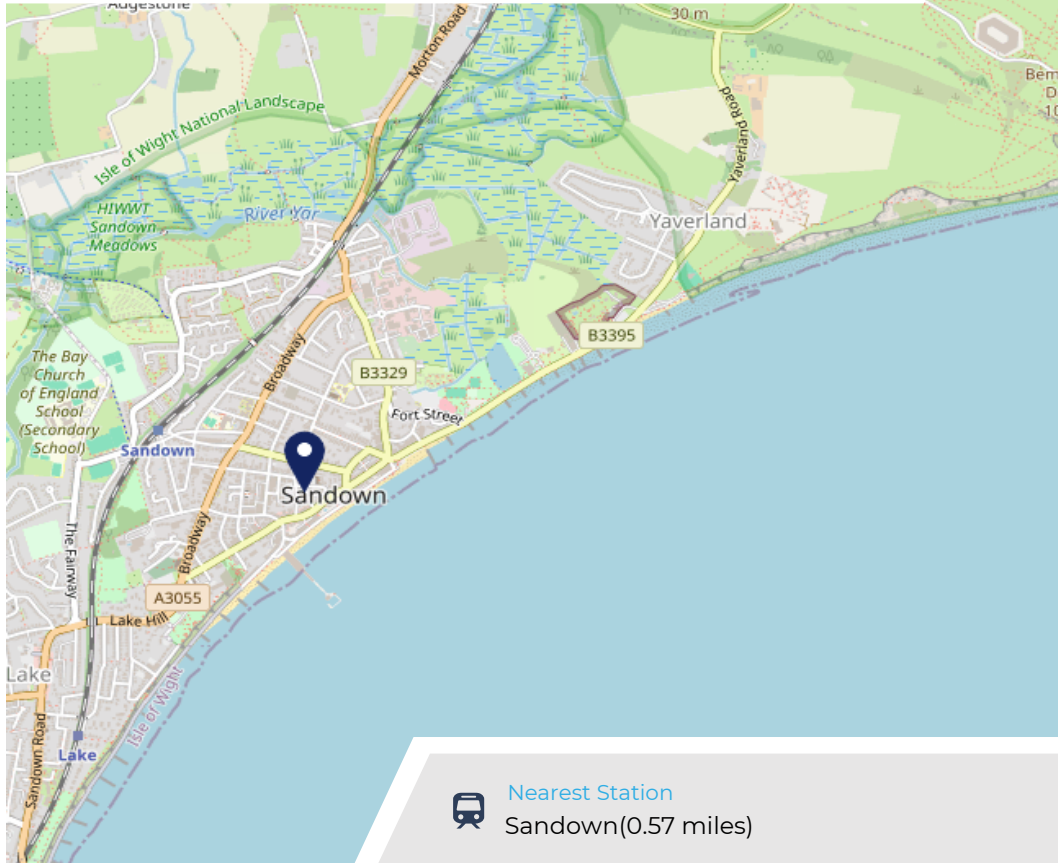 Adgestone
30 m
Morton Road
Isle of Wight National Landscape
Yaverland Road
HIWWT
Sandown
Meadows
River Yar
Yaverland
B3395
The Bay
Church
of England
School
(Secondary
School)
Broadway
B3329
Fort Street
Sandown
Sandown
The Fairway
Broadway
A3055
Lake Hill
Lake
Isle of Wight
Sandown Road
Lake
Nearest Station
Sandown(0.57 miles)